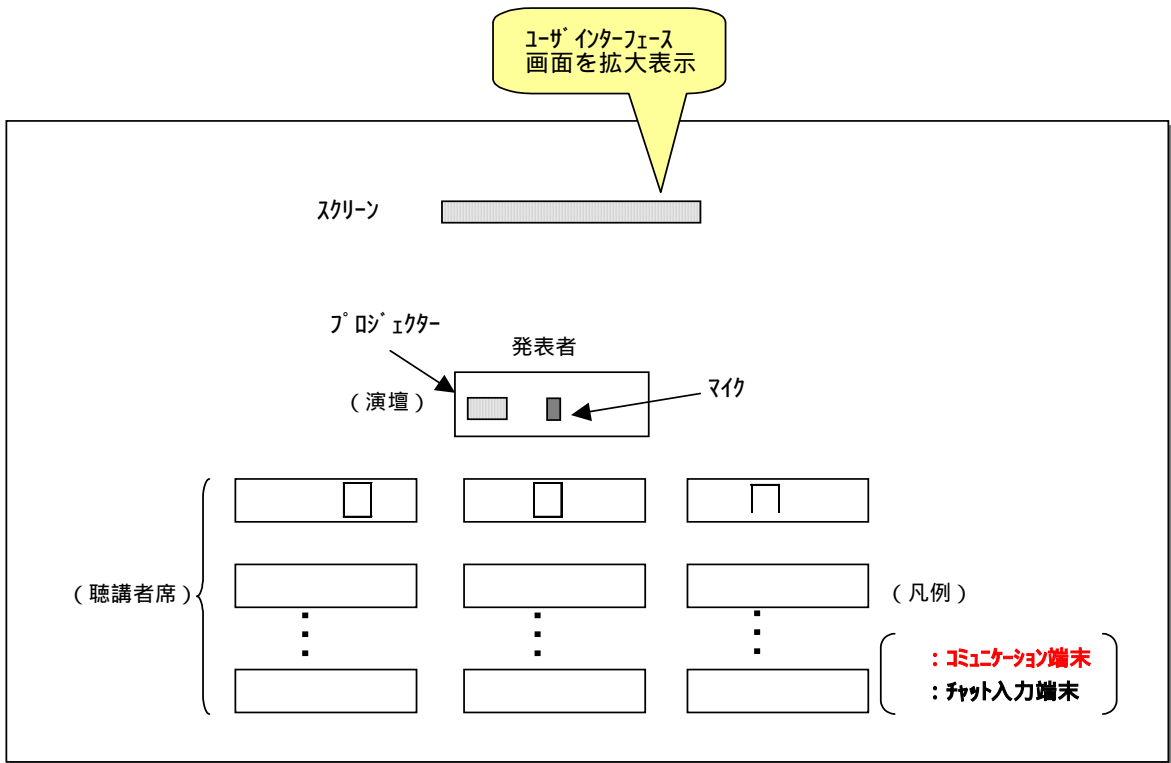 ﾕｰｻﾞｲﾝﾀｰﾌｪｰｽ
画面を拡大表示
ｽｸﾘｰﾝ
ﾌﾟﾛｼﾞｪｸﾀｰ
発表者
（演壇）
ﾏｲｸ
（聴講者席）
（凡例）
：ｺﾐｭﾆｹｰｼｮﾝ端末
：ﾁｬｯﾄ入力端末